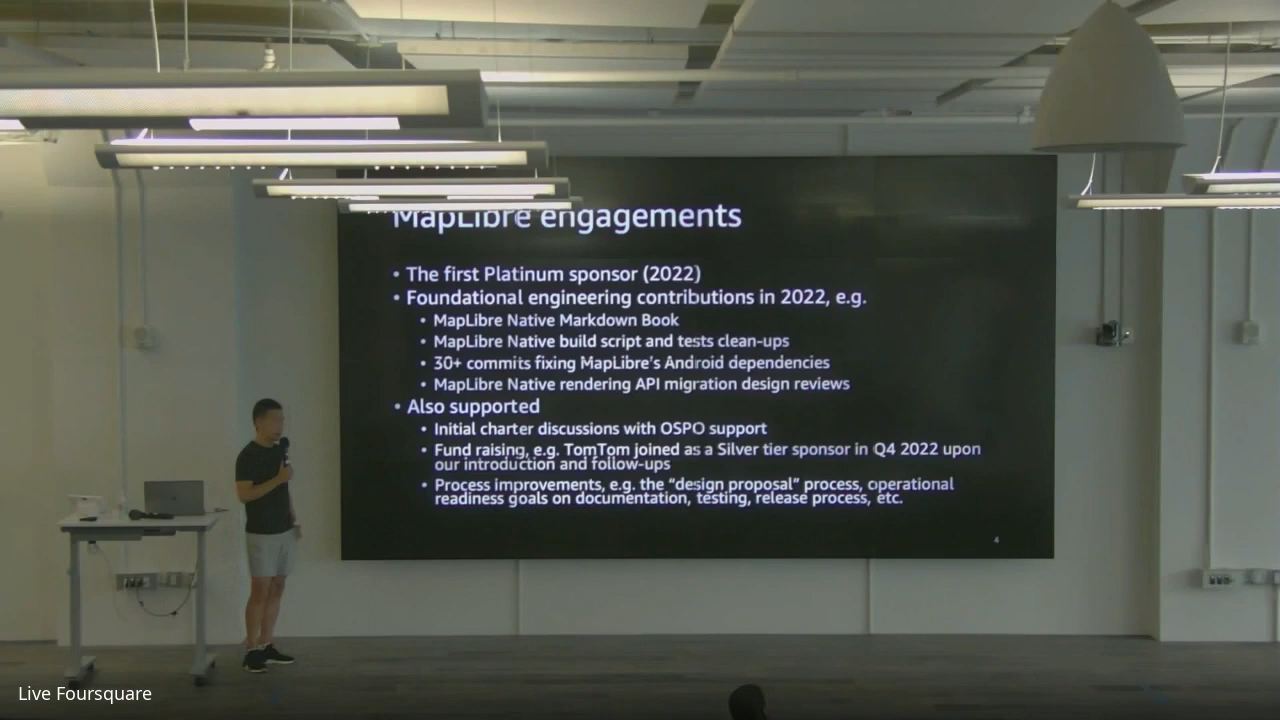 MapLibre engagements
• The first Platinum sponsor (2022)
• Foundational engineering contributions in 2022, e.g.
• MapLibre Native Markdown Book
• MapLibre Native build script and tests clean-ups
• 30+ commits fixing MapLibre's Android dependencies
• MapLibre Native rendering API migration design reviews
• Also supported
• Initial charter discussions with OSPO support
• Fund raising, e.g. TomTom joined as a Silver tier sponsor in Q4 2022 upon
our introduction and follow-ups
• Process improvements, e.g. the “design proposal” process, operational
readiness goals on documentation, testing, release process, etc.
4
Live Foursquare